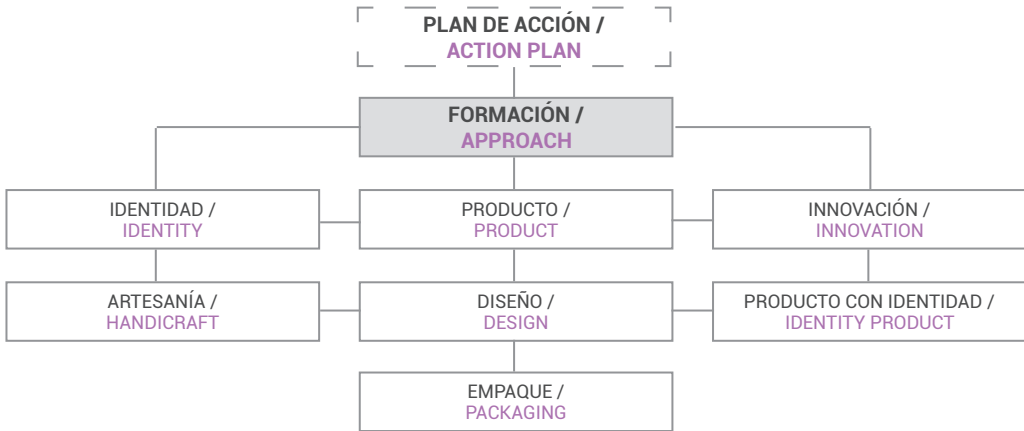 PLAN DE ACCIÓN /
ACTION PLAN
FORMACIÓN /
APPROACH
IDENTIDAD /
IDENTITY
PRODUCTO /
PRODUCT
INNOVACIÓN /
INNOVATION
ARTESANÍA /
HANDICRAFT
DISEÑO /
DESIGN
PRODUCTO CON IDENTIDAD /
IDENTITY PRODUCT
EMPAQUE /
PACKAGING